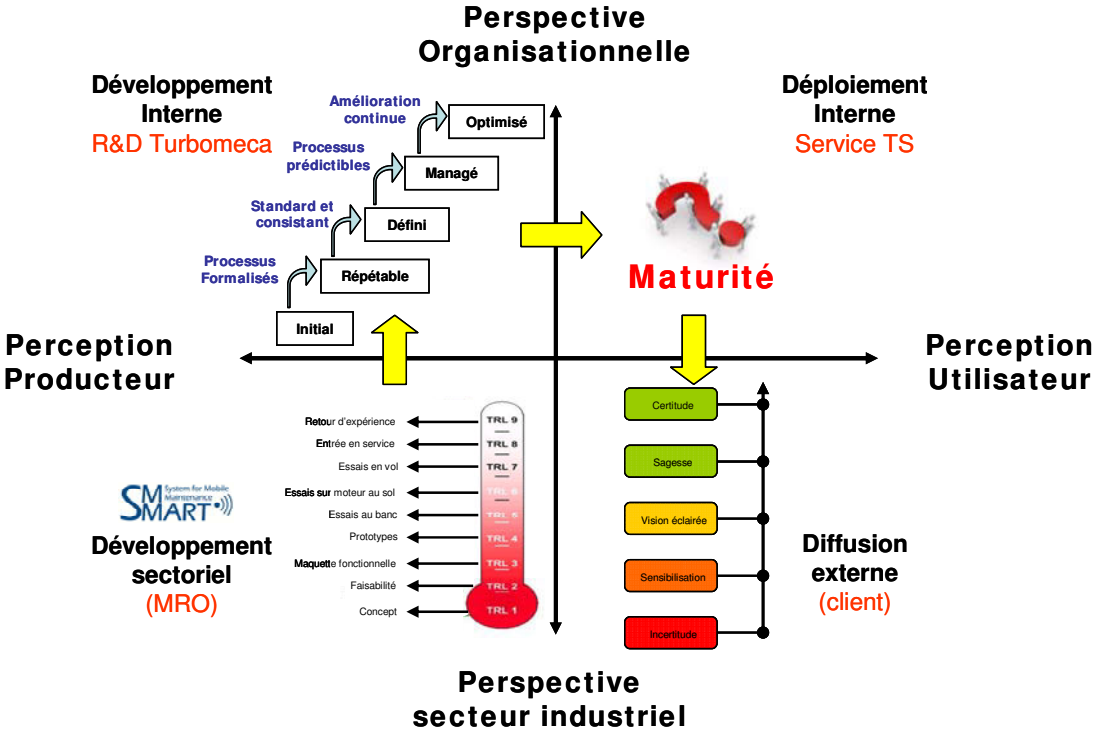 Perspective
Organisationnelle
Développement
Interne
R&D Turbomeca
Déploiement
Interne
Service TS
Amélioration
continue
Optimisé
Processus
prédictibles
Managé
Standard et
consistant
Défini
Processus
Formalisés
Répétable
Initial
Maturité
Perception
Producteur
Perception
Utilisateur
Retour d'expérience
TRL 9
Entrée en service
TRL 8
Essais en vol
TRL 7
Essais sur moteur au sol
TRL 6
Essais au banc
TRL 5
Prototypes
TRL 4
Maquette fonctionnelle
TRL 3
Faisabilité
TRL 2
Concept
TRL 1
System for Mobile
Maintenance
SMMART
Développement
sectoriel
(MRO)
Certitude
Sagesse
Vision éclairée
Sensibilisation
Incertitude
Diffusion
externe
(client)
Perspective
secteur industriel